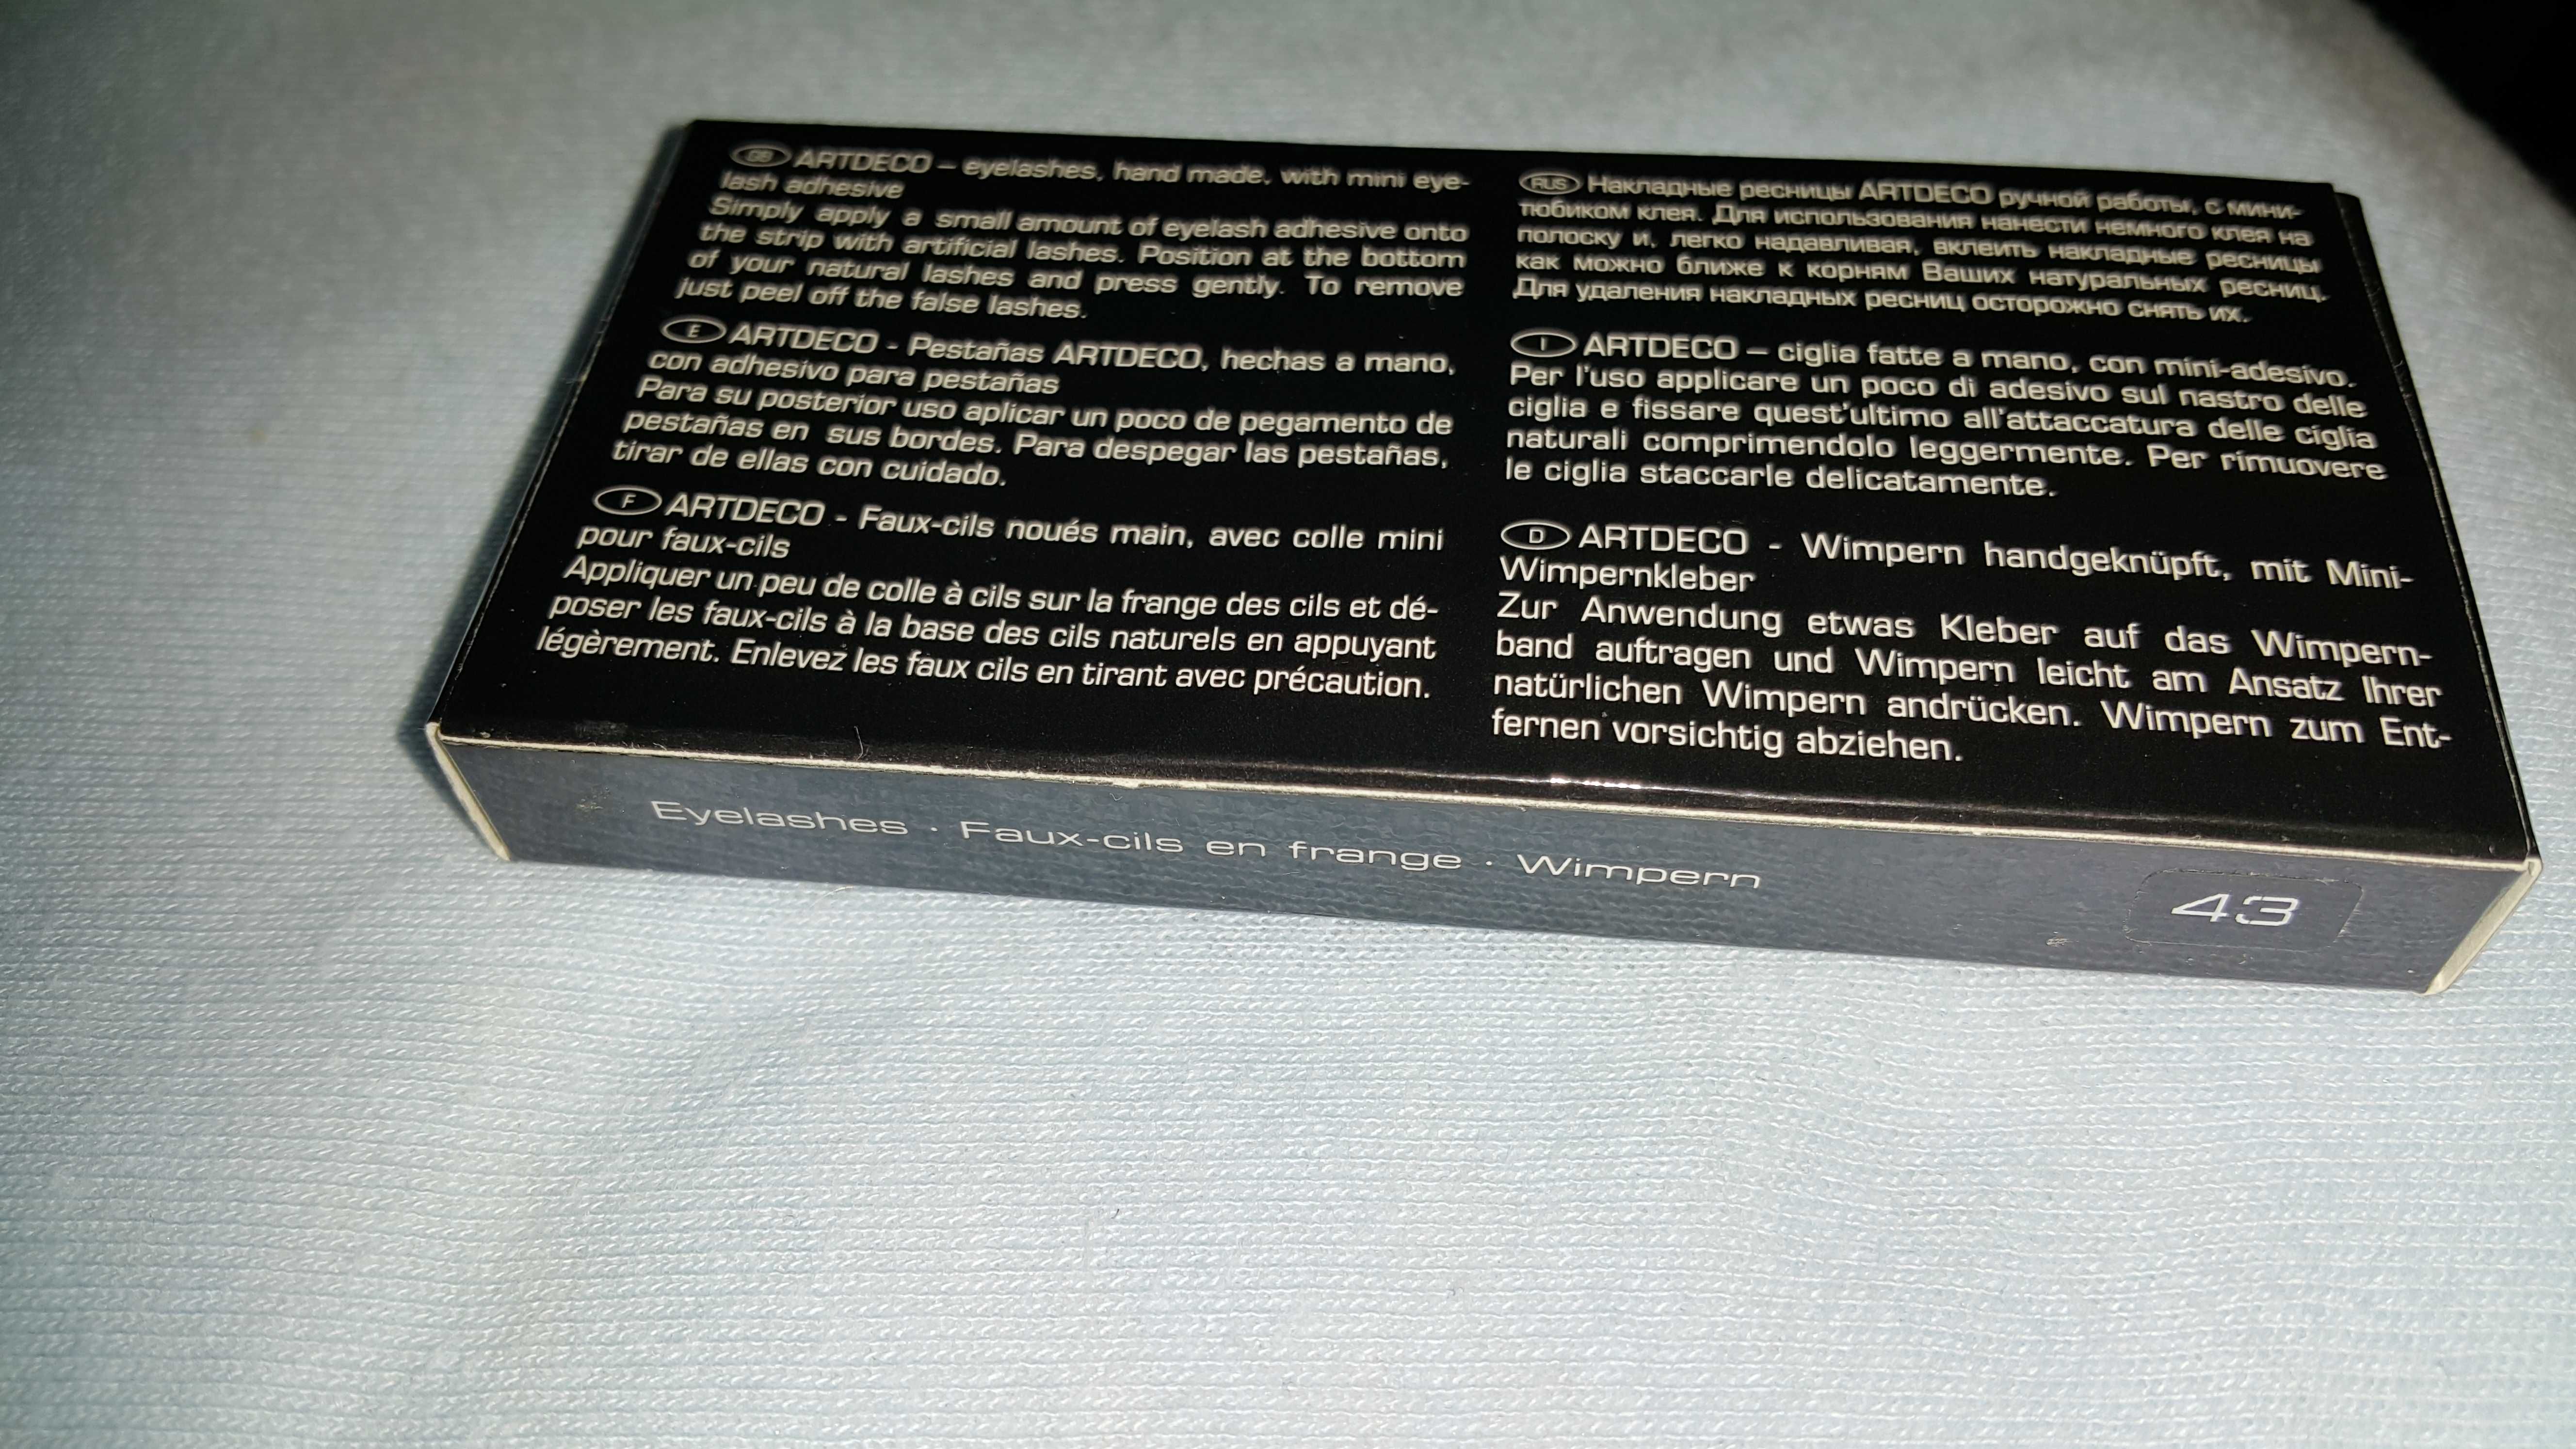 GB ARTDECO – eyelashes, hand made, with mini eye-
lash adhesive
Simply apply a small amount of eyelash adhesive onto
the strip with artificial lashes. Position at the bottom
of your natural lashes and press gently. To remove
just peel off the false lashes.
E ARTDECO - Pestañas ARTDECO, hechas a mano,
con adhesivo para pestañas
Para su posterior uso aplicar un poco de pegamento de
pestañas en sus bordes. Para despegar las pestañas,
tirar de ellas con cuidado.
F ARTDECO - Faux-cils noués main, avec colle mini
pour faux-cils
Appliquer un peu de colle à cils sur la frange des cils et dé-
poser les faux-cils à la base des cils naturels en appuyant
légèrement. Enlevez les faux cils en tirant avec précaution.
RUS Накладные ресницы ARTDECO ручной работы, с мини-
тюбиком клея. Для использования нанести немного клея на
полоску и, легко надавливая, вклеить накладные ресницы
как можно ближе к корням Ваших натуральных ресниц.
Для удаления накладных ресниц осторожно снять их.
I ARTDECO – ciglia fatte a mano, con mini-adesivo.
Per l'uso applicare un poco di adesivo sul nastro delle
ciglia e fissare quest'ultimo all'attaccatura delle ciglia
naturali comprimendolo leggermente. Per rimuovere
le ciglia staccarle delicatamente.
D ARTDECO - Wimpern handgeknüpft, mit Mini-
Wimpernkleber
Zur Anwendung etwas Kleber auf das Wimpern-
band auftragen und Wimpern leicht am Ansatz Ihrer
natürlichen Wimpern andrücken. Wimpern zum Ent-
fernen vorsichtig abziehen.
Eyelashes · Faux-cils en frange · Wimpern
43